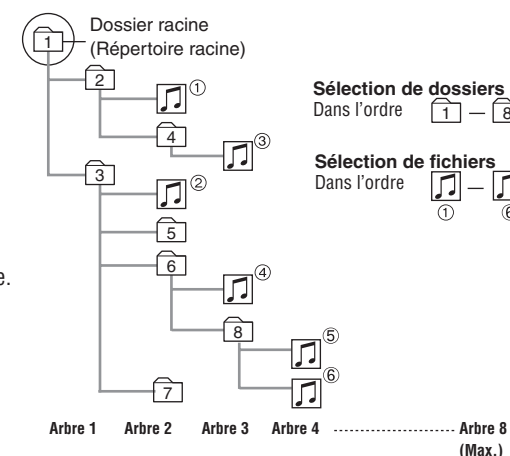 Dossier racine
(Répertoire racine)
1
2
①
4
③
3
②
5
6
④
8
⑤
⑥
7
Sélection de dossiers
Dans l'ordre 1 — 8
Sélection de fichiers
Dans l'ordre —
① ⑥
e.
Arbre 1 Arbre 2 Arbre 3 Arbre 4 Arbre 8
(Max.)